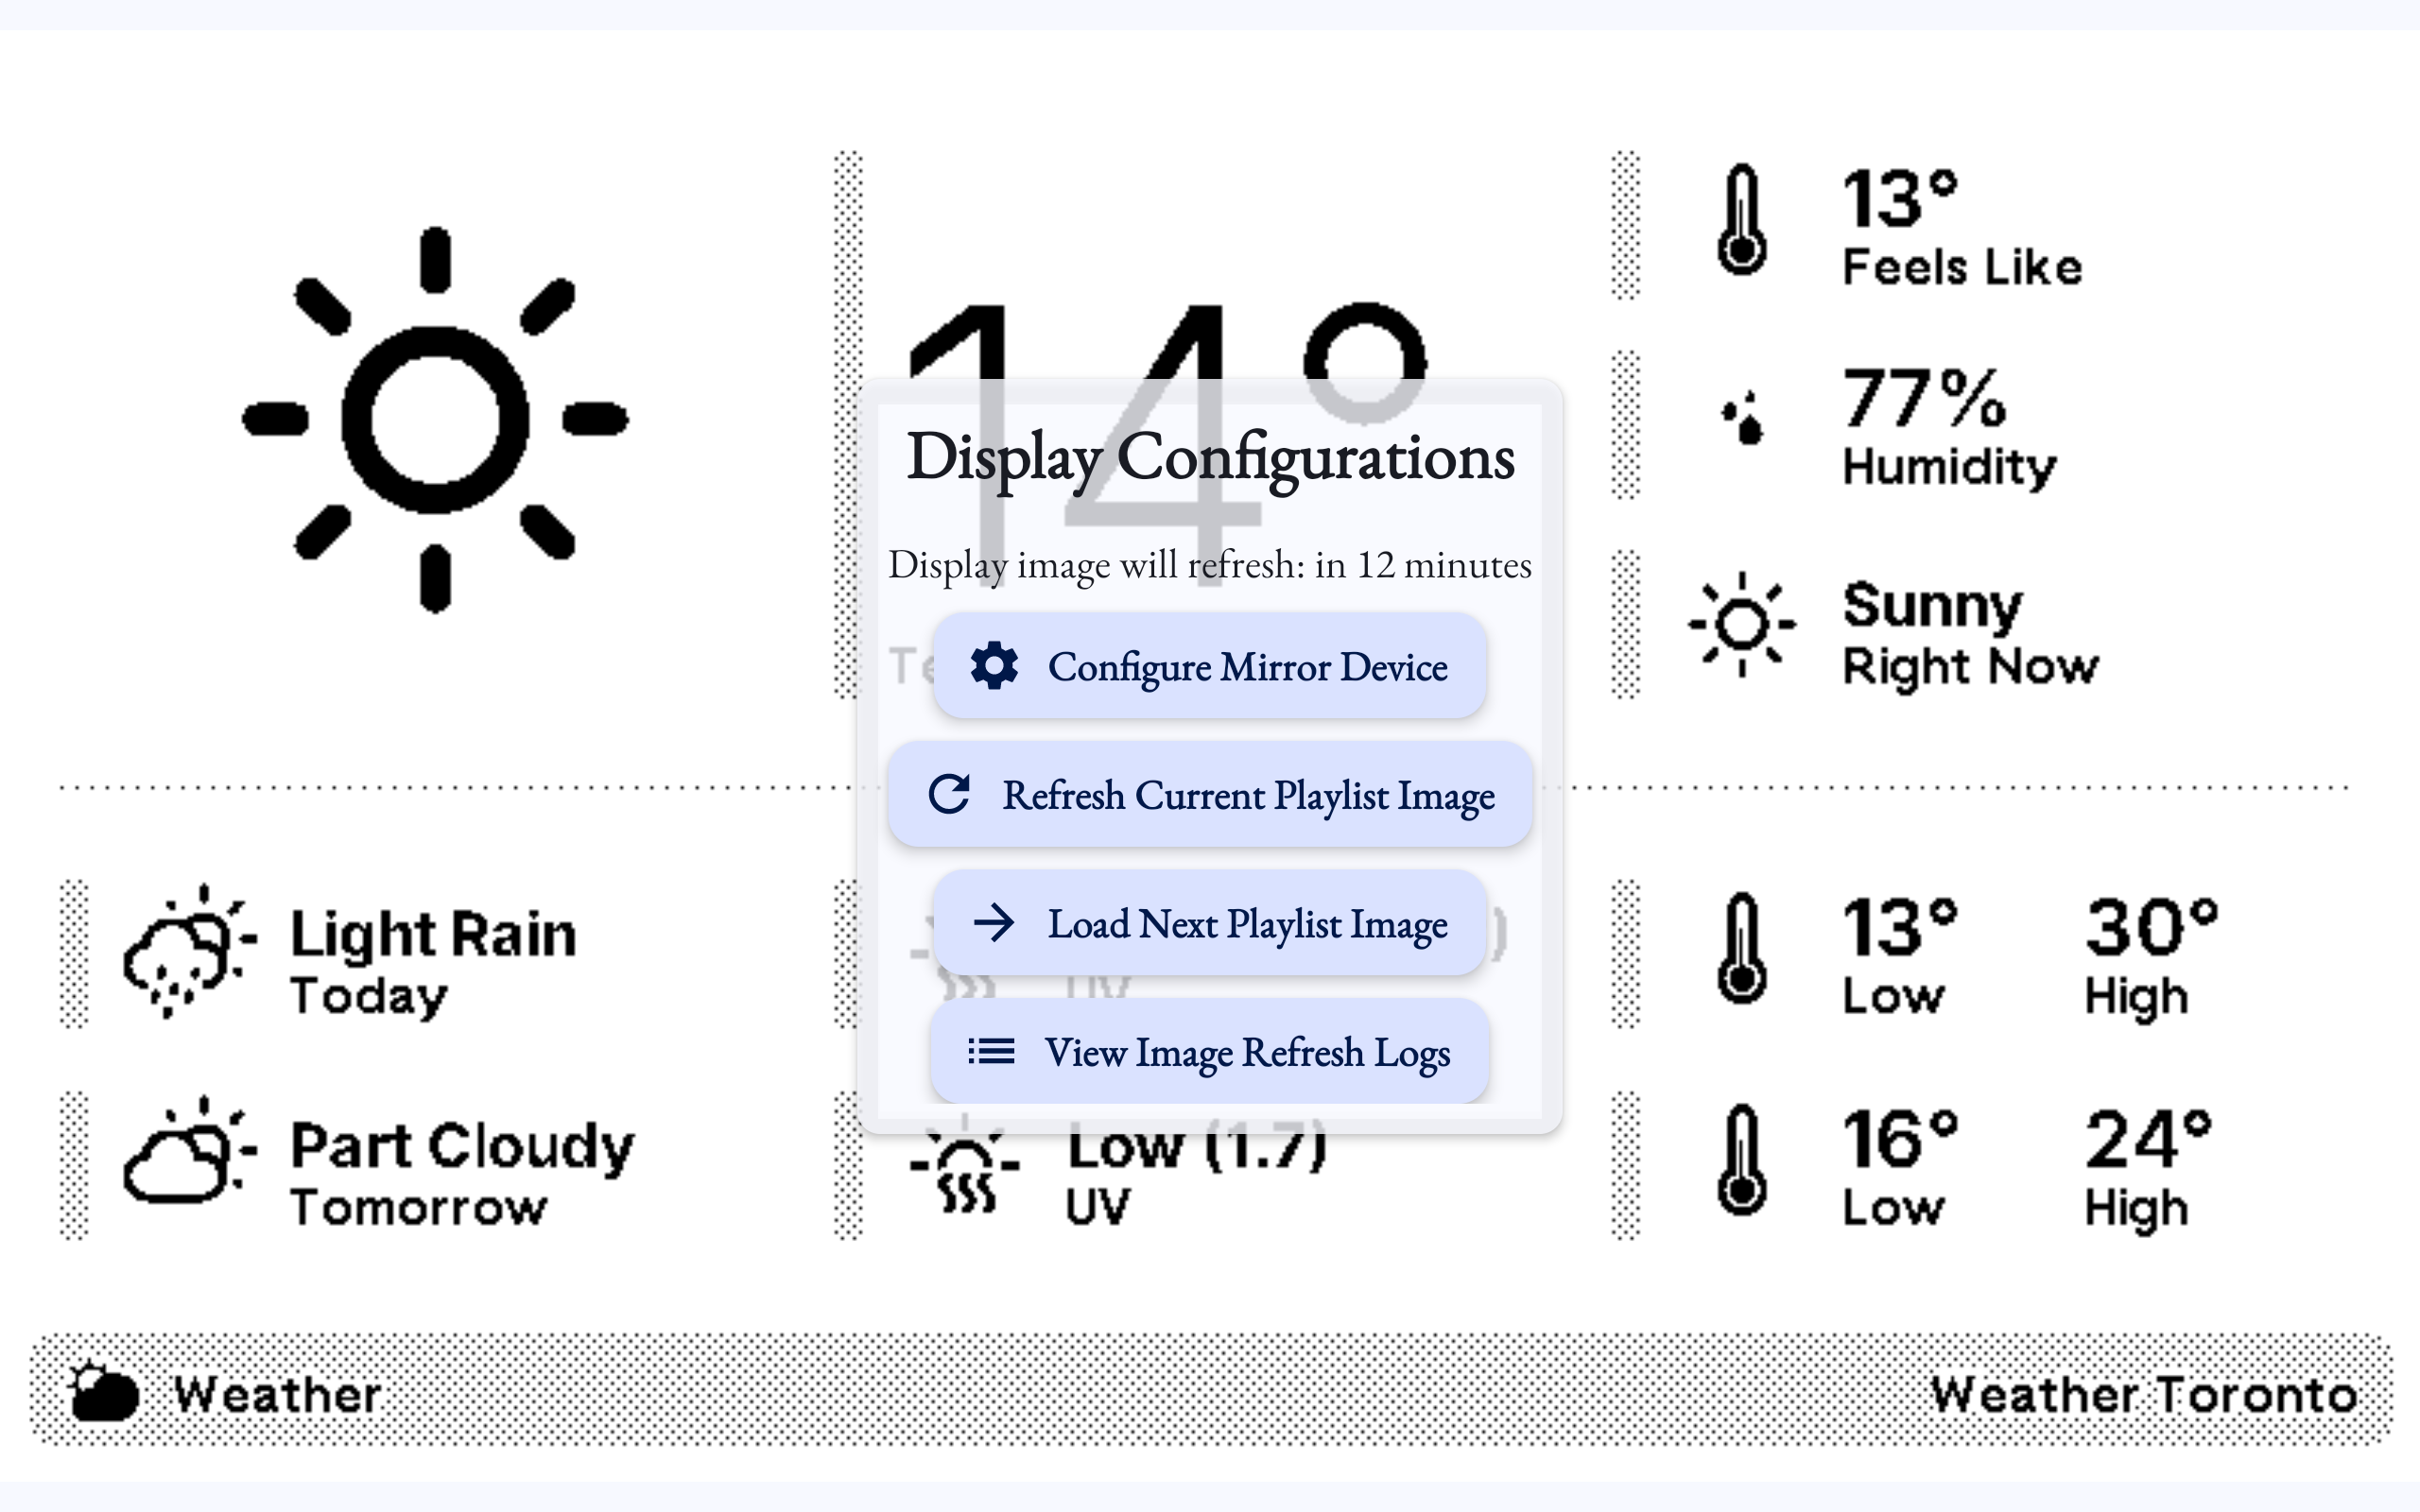 14°
13°
Feels Like
77%
Humidity
Sunny
Right Now
Display Configurations
Display image will refresh: in 12 minutes
Configure Mirror Device
Refresh Current Playlist Image
Load Next Playlist Image
View Image Refresh Logs
Light Rain
Today
UV
13° 30°
Low High
Part Cloudy
Tomorrow
Low (1.7)
UV
16° 24°
Low High
Weather
Weather Toronto